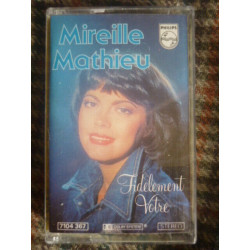 Mireille
Mathieu
PHILIPS
Fidèlement
Vôtre
7104 367
STEREO